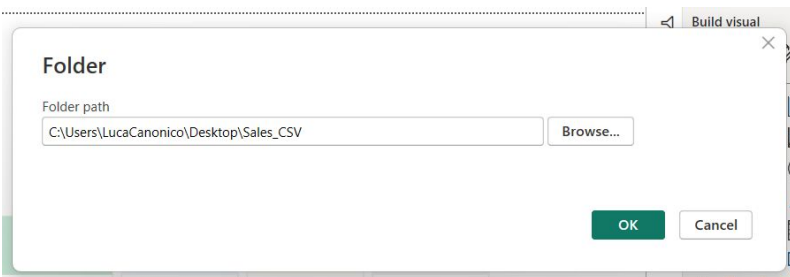 Build visual
Folder
Folder path
C:\Users\LucaCanonico\Desktop\Sales_CSV
Browse...
OK
Cancel